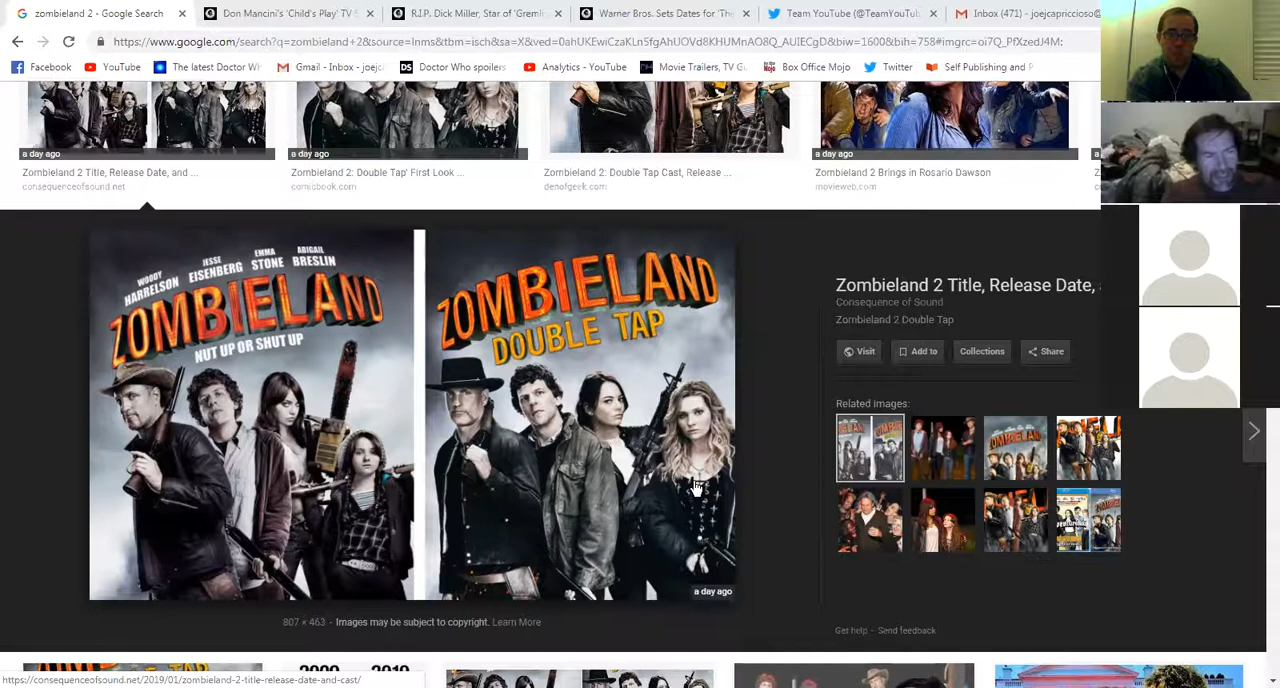 zombieland 2 - Google Search
Don Mancini's 'Child's Play' TV S
R.I.P. Dick Miller, Star of 'Gremli
Warner Bros. Sets Dates for 'The
Team YouTube (@TeamYouTub
Inbox (471) - joejcapriccioso@
https://www.google.com/search?q=zombieland+2&source=lnms&tbm=isch&sa=X&ved=0ahUKEwiCzaKLn5fgAhUOVd8KHUMnAO8Q_AUIECgD&biw=1600&bih=758#imgrc=oi7Q_PfXzedJ4M:
Facebook
YouTube
The latest Doctor Wh
Gmail - Inbox - joejc
Doctor Who spoilers
Analytics - YouTube
Movie Trailers, TV G
Box Office Mojo
Twitter
Self Publishing and P
a day ago
a day ago
a day ago
Zombieland 2 Title, Release Date, and ...
Zombieland 2: Double Tap' First Look ...
Zombieland 2: Double Tap Cast, Release ...
Zombieland 2 Brings in Rosario Dawson
consequenceofsound.net
comicbook.com
denofgeek.com
movieweb.com
WOODY HARRELSON
JESSE EISENBERG
EMMA STONE
ABIGAIL BRESLIN
ZOMBIELAND
NUT UP OR SHUT UP
ZOMBIELAND
DOUBLE TAP
a day ago
807 × 463 - Images may be subject to copyright. Learn More
Zombieland 2 Title, Release Date,
Consequence of Sound
Zombieland 2 Double Tap
Visit
Add to
Collections
Share
Related images:
Get help - Send feedback
2009
2019
https://consequenceofsound.net/2019/01/zombieland-2-title-release-date-and-cast/